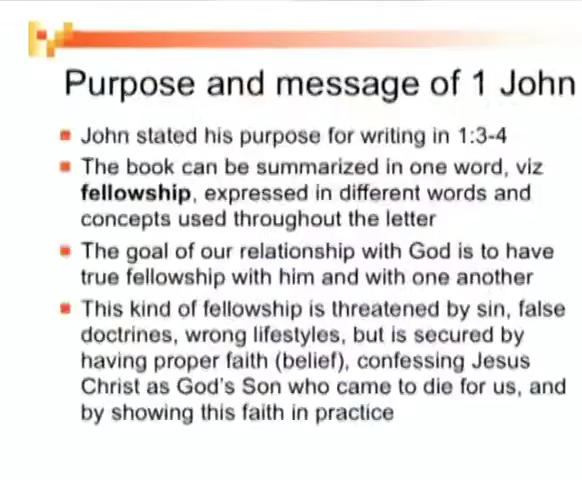 Purpose and message of 1 John
John stated his purpose for writing in 1:3-4
The book can be summarized in one word, viz
fellowship, expressed in different words and
concepts used throughout the letter
The goal of our relationship with God is to have
true fellowship with him and with one another
This kind of fellowship is threatened by sin, false
doctrines, wrong lifestyles, but is secured by
having proper faith (belief), confessing Jesus
Christ as God's Son who came to die for us, and
by showing this faith in practice